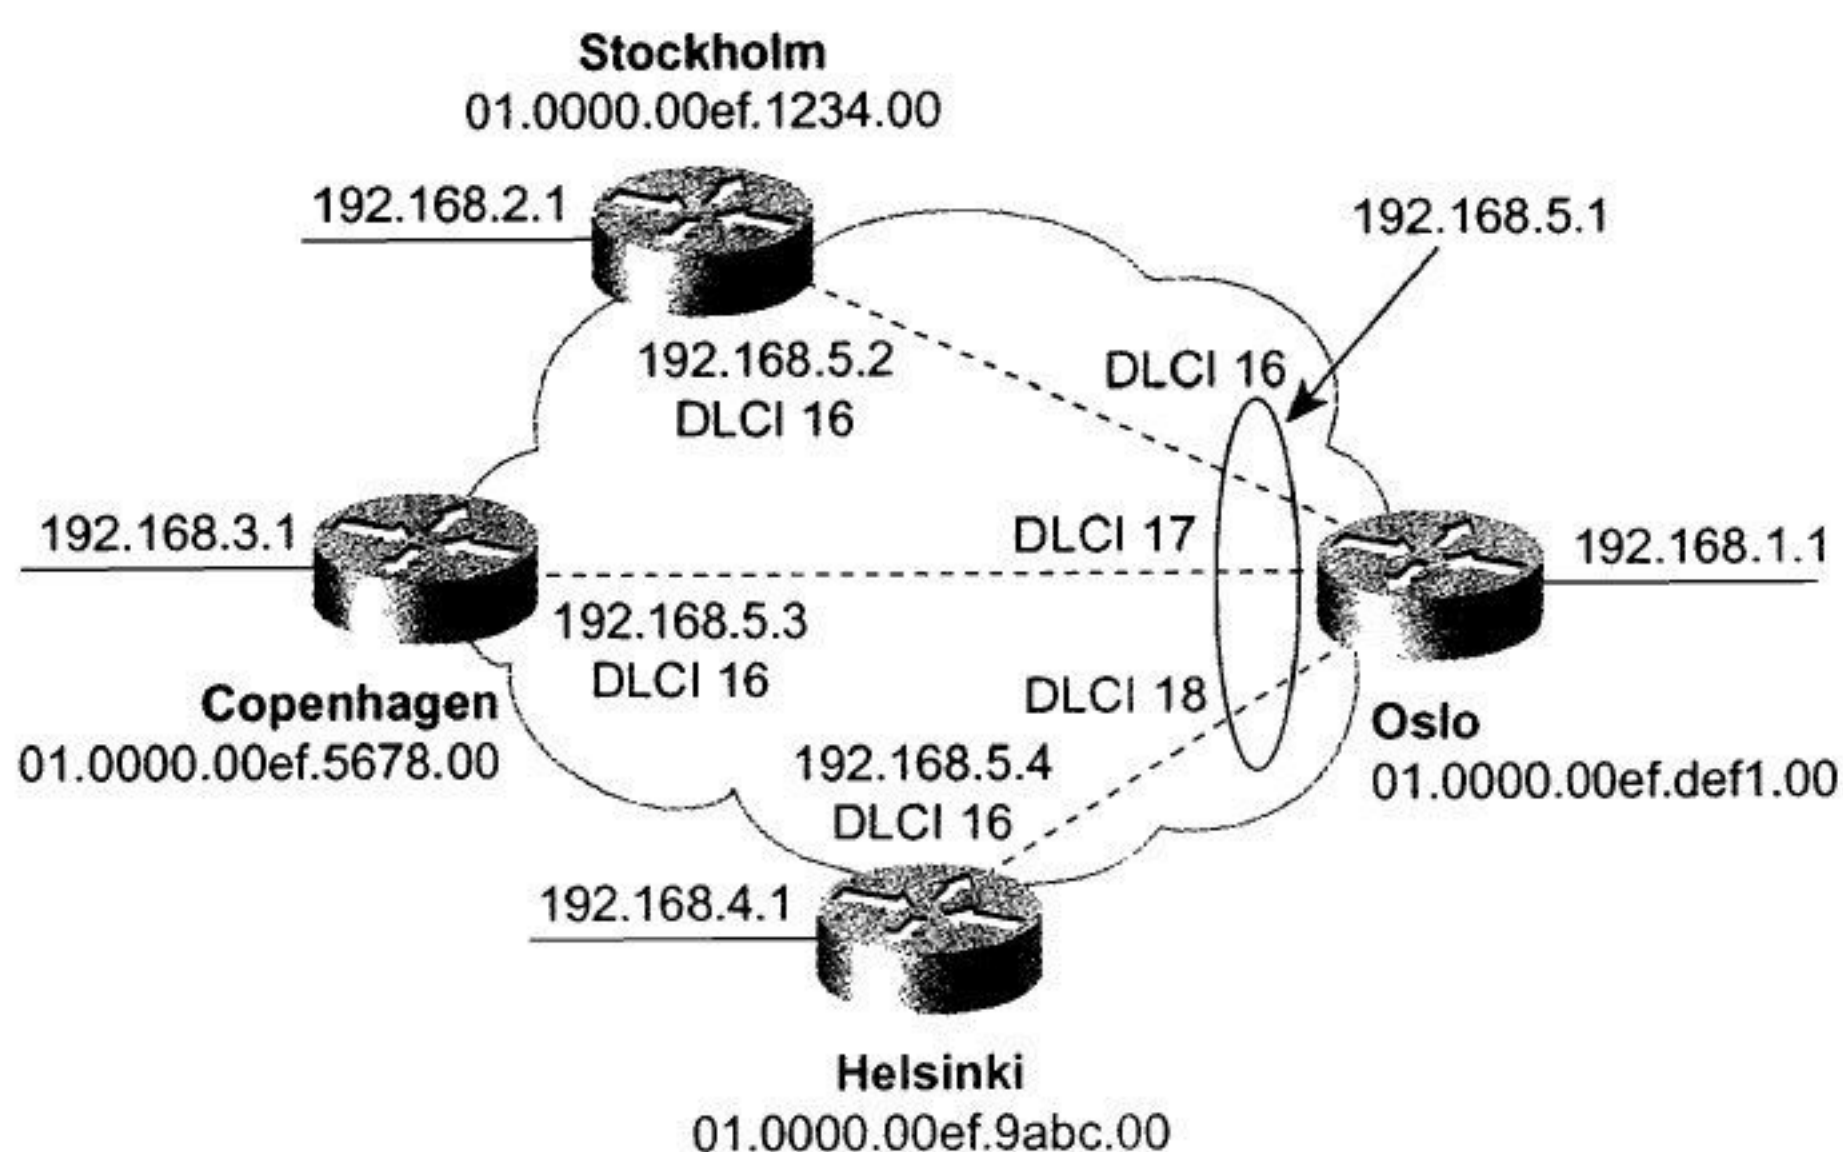 Stockholm
01.0000.00ef.1234.00
192.168.2.1
192.168.5.1
192.168.5.2
DLCI 16
DLCI 16
192.168.3.1
DLCI 17
192.168.1.1
192.168.5.3
DLCI 16
DLCI 18
Copenhagen
01.0000.00ef.5678.00
Oslo
01.0000.00ef.def1.00
192.168.5.4
DLCI 16
192.168.4.1
Helsinki
01.0000.00ef.9abc.00